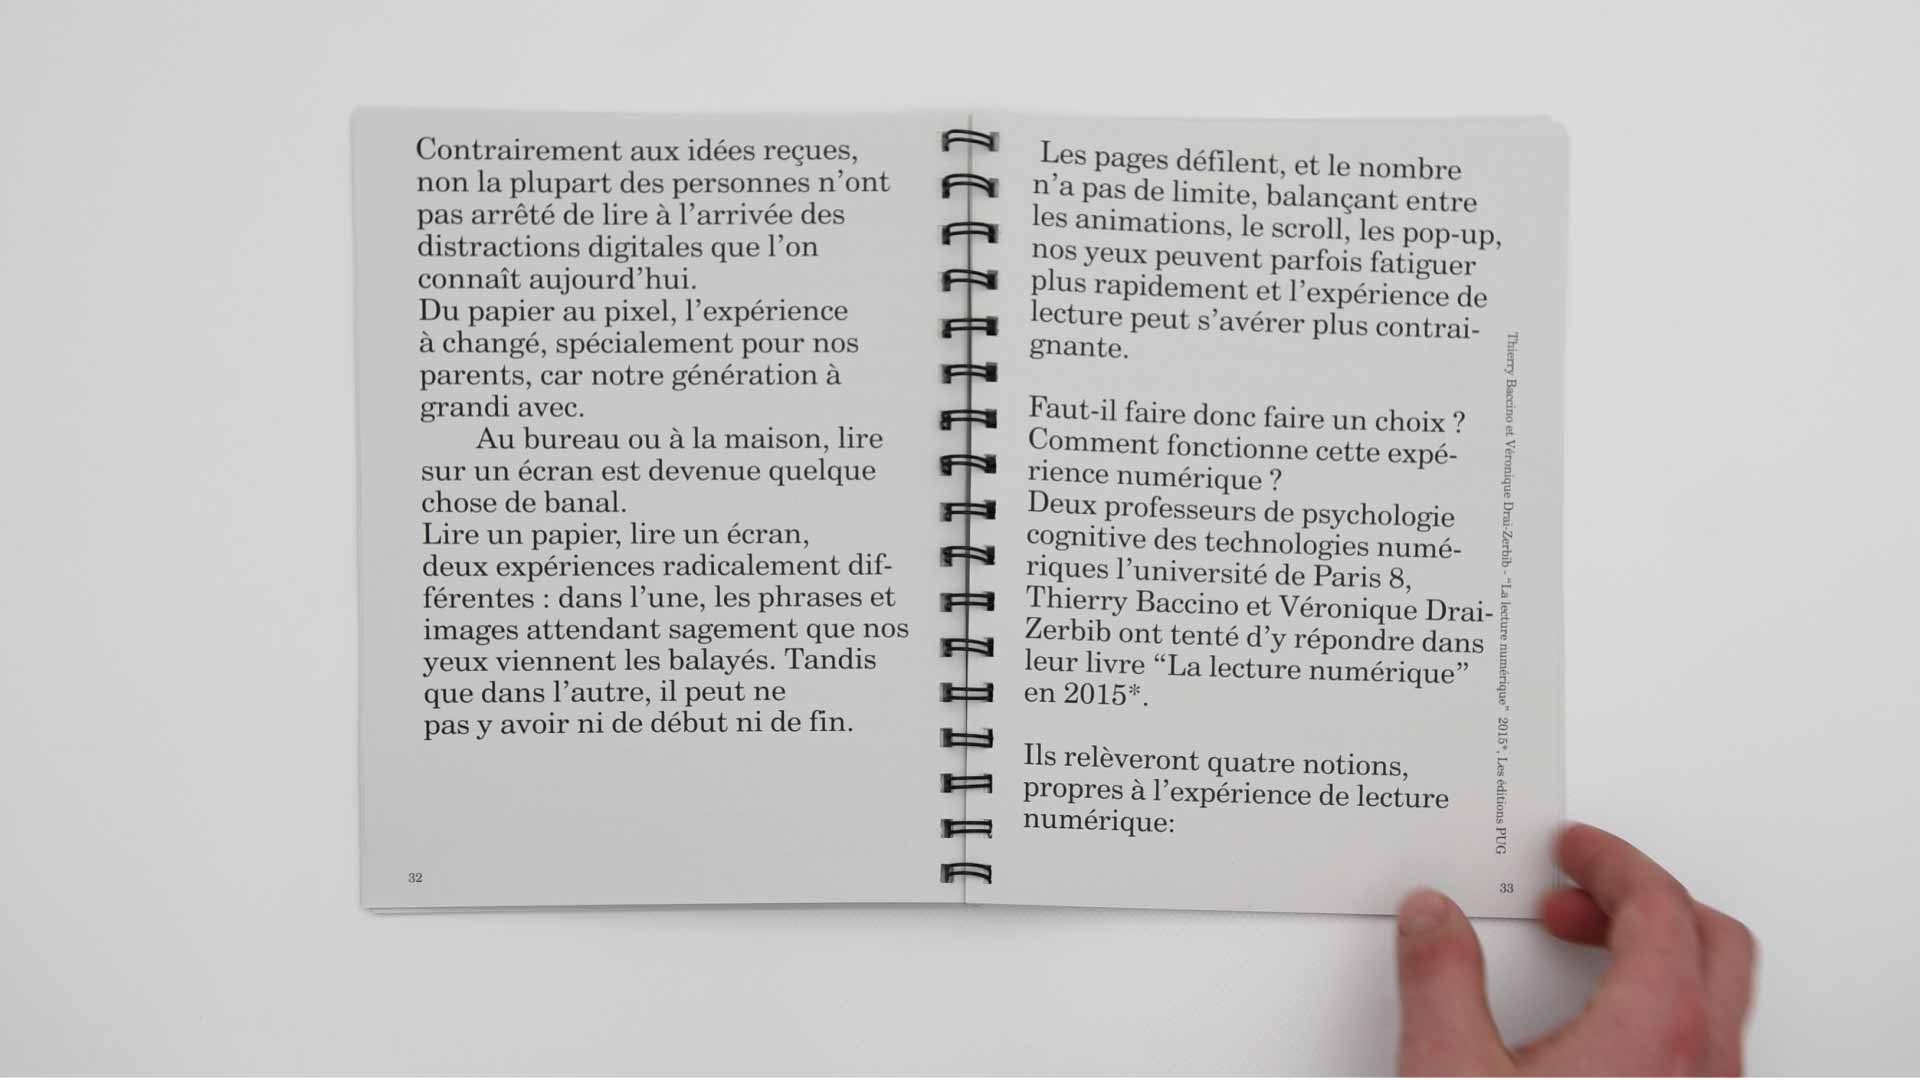 Contrairement aux idées reçues,
non la plupart des personnes n’ont
pas arrêté de lire à l’arrivée des
distractions digitales que l’on
connaît aujourd’hui.
Du papier au pixel, l’expérience
à changé, spécialement pour nos
parents, car notre génération à
grandi avec.
Au bureau ou à la maison, lire
sur un écran est devenue quelque
chose de banal.
Lire un papier, lire un écran,
deux expériences radicalement dif-
férentes : dans l’une, les phrases et
images attendant sagement que nos
yeux viennent les balayés. Tandis
que dans l’autre, il peut ne
pas y avoir ni de début ni de fin.
32
Les pages défilent, et le nombre
n’a pas de limite, balançant entre
les animations, le scroll, les pop-up,
nos yeux peuvent parfois fatiguer
plus rapidement et l’expérience de
lecture peut s’avérer plus contrai-
gnante.
Faut-il faire donc faire un choix ?
Comment fonctionne cette expé-
rience numérique ?
Deux professeurs de psychologie
cognitive des technologies numé-
riques l’université de Paris 8,
Thierry Baccino et Véronique Drai-
Zerbib ont tenté d’y répondre dans
leur livre “La lecture numérique”
en 2015*.
Ils relèveront quatre notions,
propres à l’expérience de lecture
numérique:
Thierry Baccino et Véronique Drai-Zerbib - “La lecture numérique” 2015*, Les éditions PUG
33